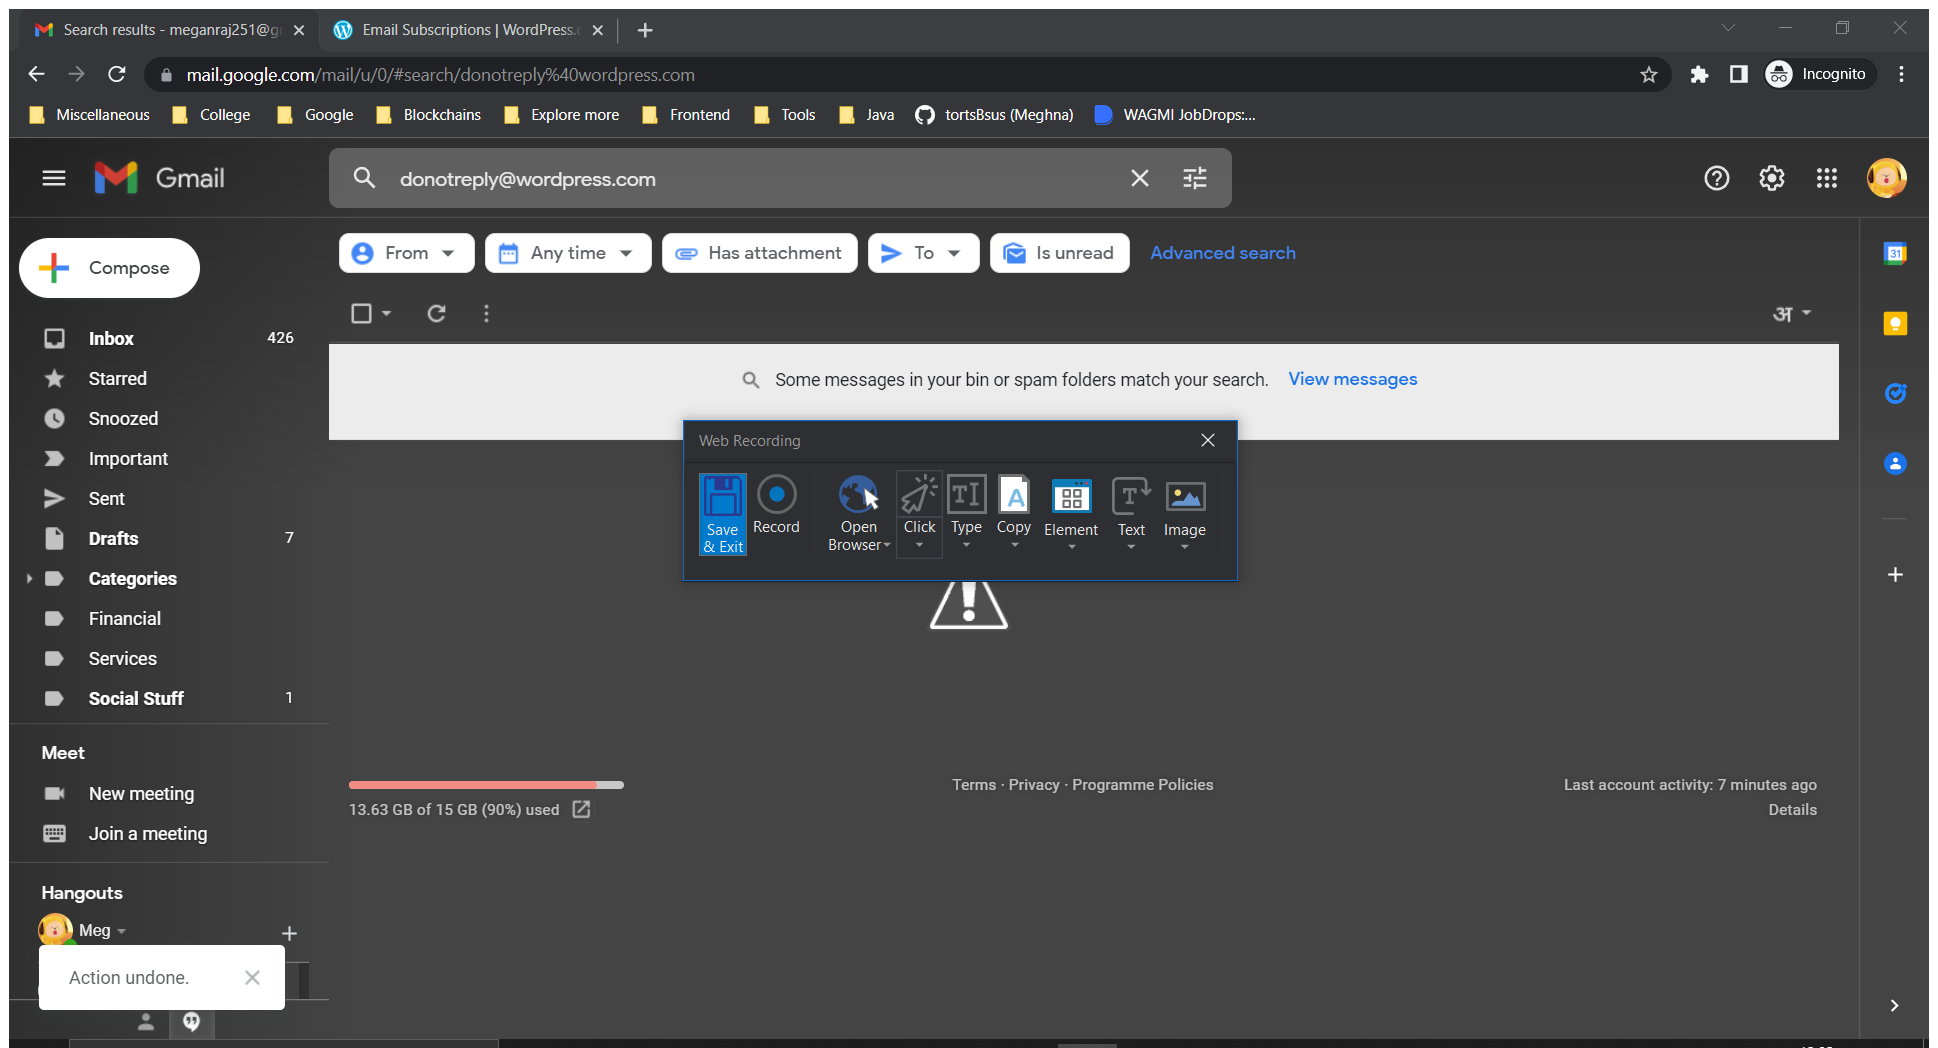 Search results - meganraj251@g
Email Subscriptions | WordPress.c
mail.google.com/mail/u/0/#search/donotreply%40wordpress.com
Incognito
Miscellaneous College Google Blockchains Explore more Frontend Tools Java tortsBsus (Meghna) WAGMI JobDrops:...
Gmail
donotreply@wordpress.com
Compose
From Any time Has attachment To Is unread Advanced search
31
अ
Inbox 426
Starred
Snoozed
Important
Sent
Drafts 7
Categories
Financial
Services
Social Stuff 1
Some messages in your bin or spam folders match your search. View messages
Web Recording
Save & Exit
Record
Open Browser
Click
Type
Copy
Element
Text
Image
Meet
New meeting
Join a meeting
13.63 GB of 15 GB (90%) used
Terms · Privacy · Programme Policies
Last account activity: 7 minutes ago
Details
Hangouts
Meg
Action undone.